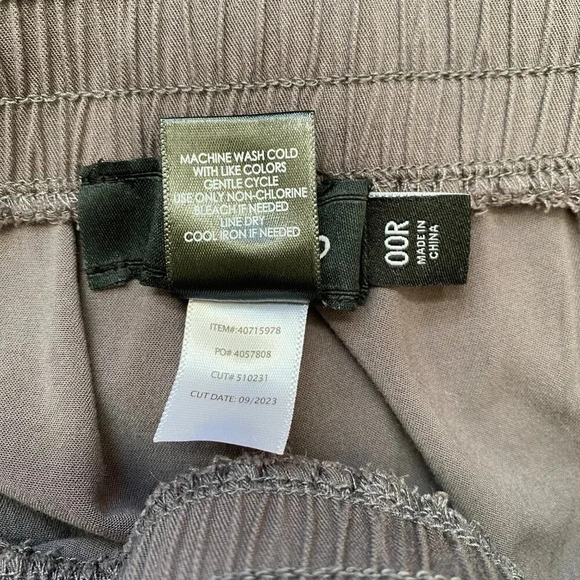 MACHINE WASH COLD
WITH LIKE COLORS
GENTLE CYCLE
USE ONLY NON-CHLORINE
BLEACH IF NEEDED
LINE DRY
COOL IRON IF NEEDED
00R
MADE IN
CHINA
ITEM#:40715978
PO# 4057808
CUT# 510231
CUT DATE: 09/2023